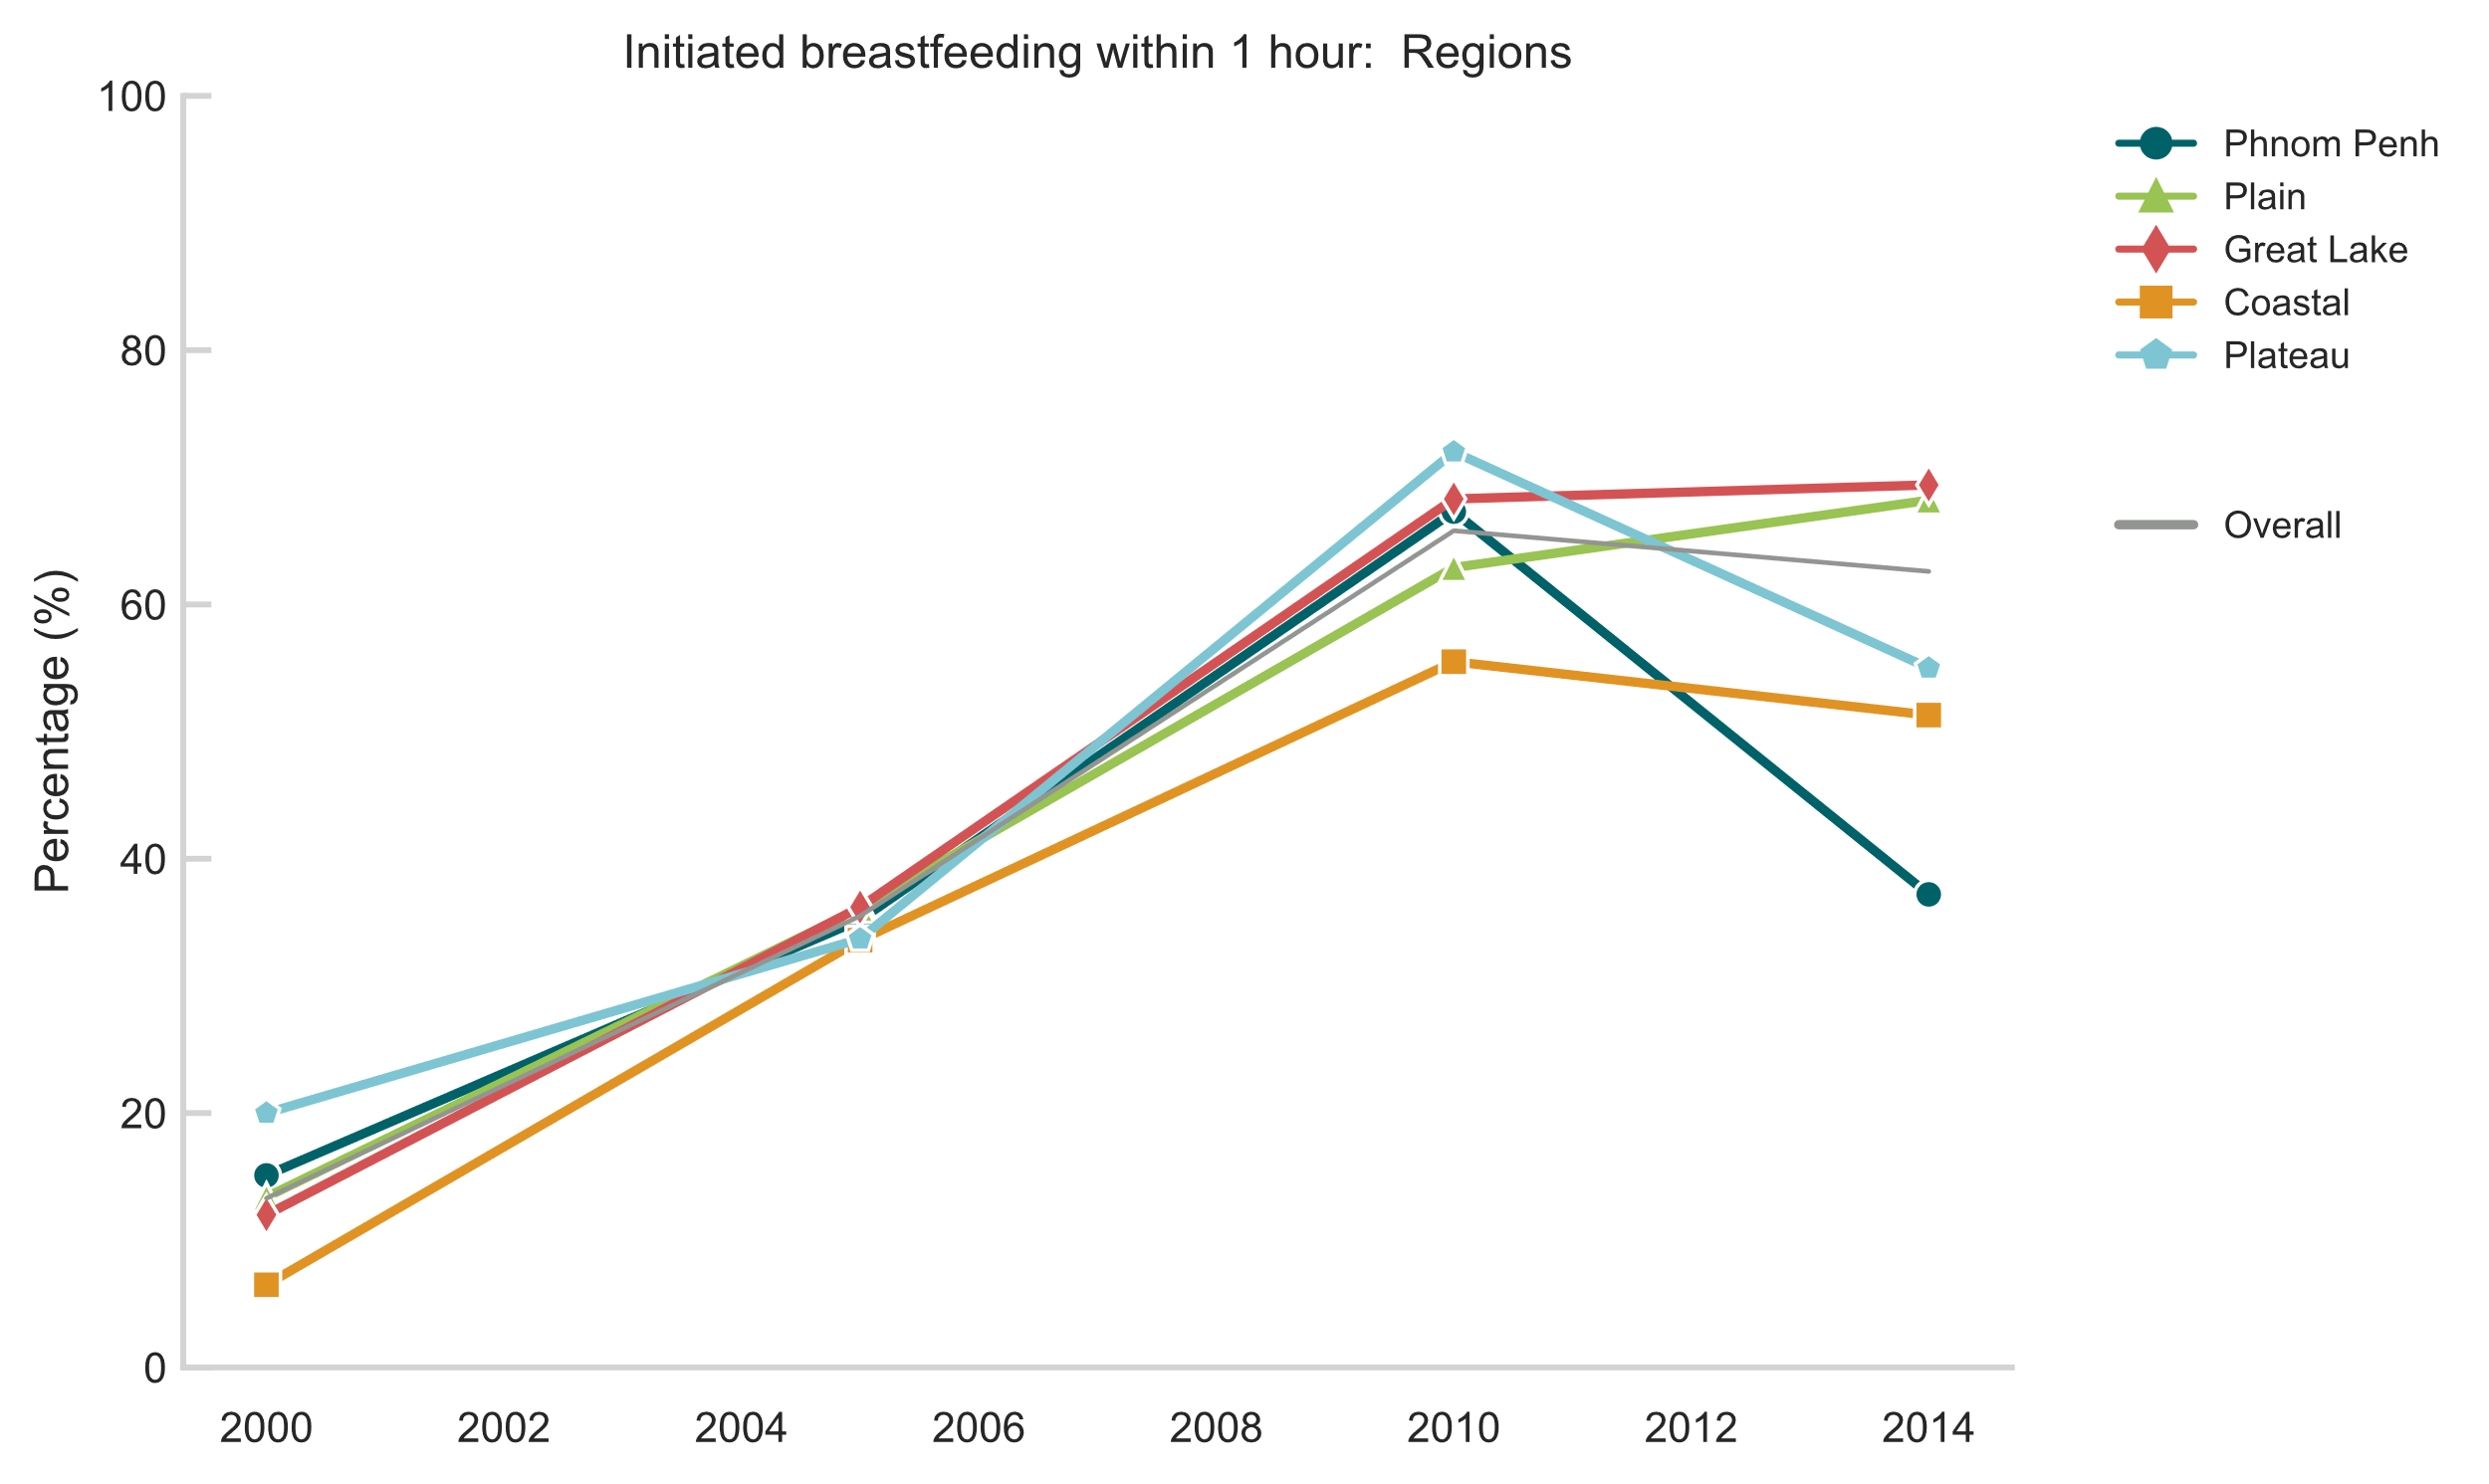 Initiated breastfeeding within 1 hour:  Regions
Percentage (%)
100
80
60
40
20
0
2000 2002 2004 2006 2008 2010 2012 2014
Phnom Penh
Plain
Great Lake
Coastal
Plateau
Overall